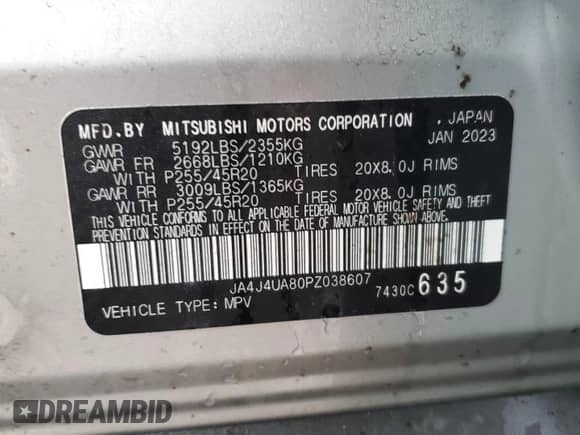 MFD.BY MITSUBISHI MOTORS CORPORATION . JAPAN
GVWR 5192LBS/2355KG JAN 2023
GAWR FR 2668LBS/1210KG
WITH P255/45R20 TIRES 20X8.0J RIMS
GAWR RR 3009LBS/1365KG
WITH P255/45R20 TIRES 20X8.0J RIMS
THIS VEHICLE CONFORMS TO ALL APPLICABLE FEDERAL MOTOR VEHICLE SAFETY AND THEFT
PREVENTION STANDARDS IN EFFECT ON THE DATE OF MANUFACTURE SHOWN ABOVE.
JA4J4UA80PZ038607
VEHICLE TYPE: MPV 7430C 635
DREAMBID